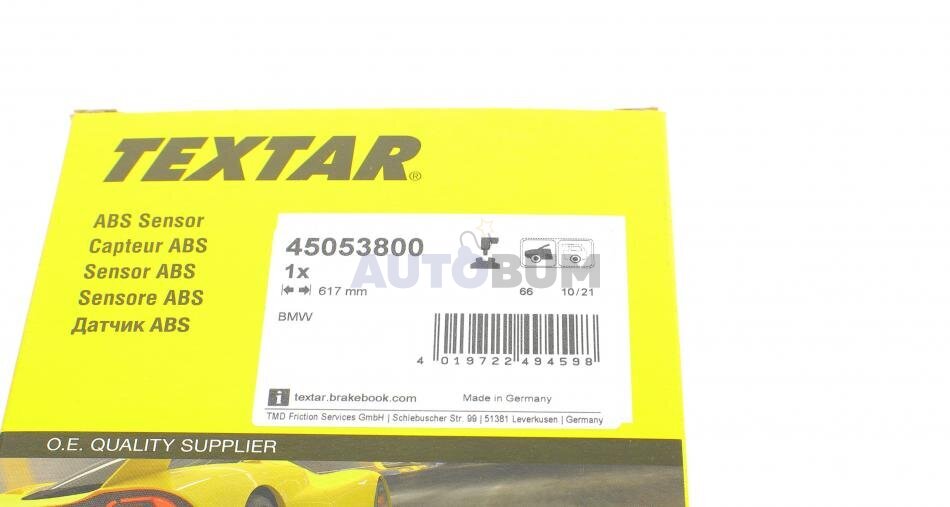 TEXTAR®
ABS Sensor
Capteur ABS
Sensor ABS
Sensore ABS
Датчик ABS
45053800
1x
617 mm
BMW
66 10/21
4 019722 494598
i textar.brakebook.com
Made in Germany
TMD Friction Services GmbH | Schlebuscher Str. 99 | 51381 Leverkusen | Germany
O.E. QUALITY SUPPLIER
AUTOBUM